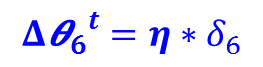 Δθ₆ᵗ = η * δ₆